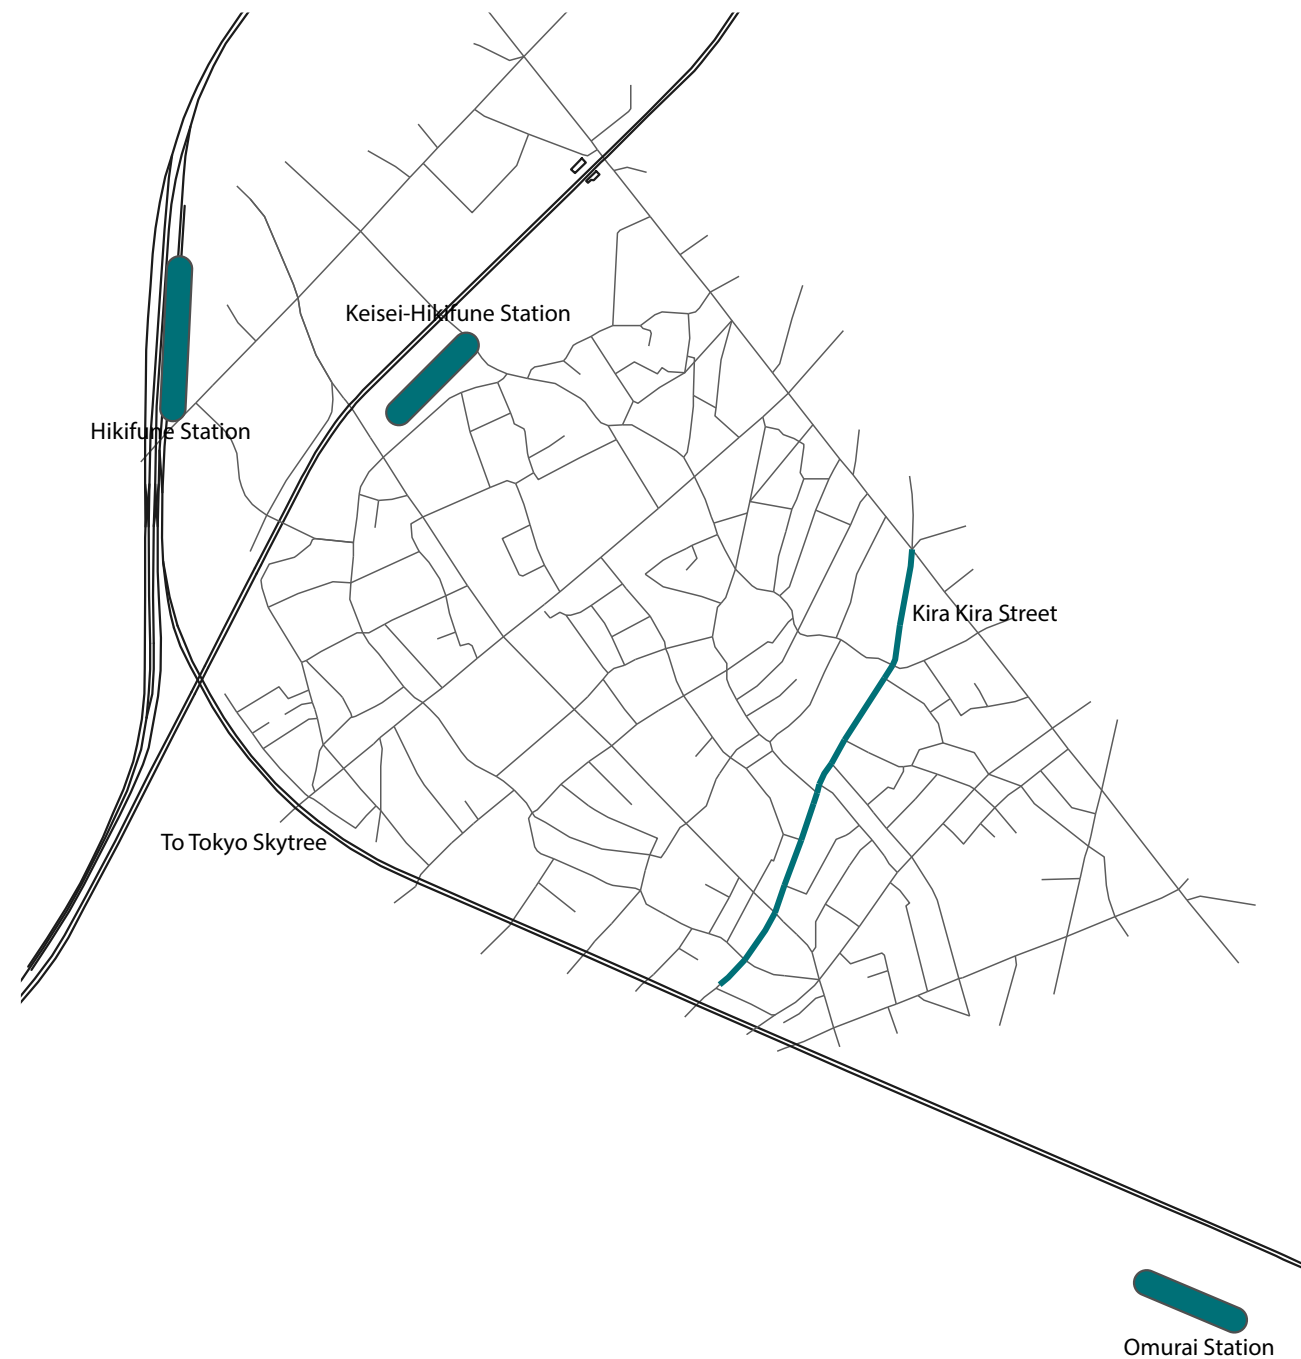 Keisei-Hikifune Station
Hikifune Station
Kira Kira Street
To Tokyo Skytree
Omurai Station